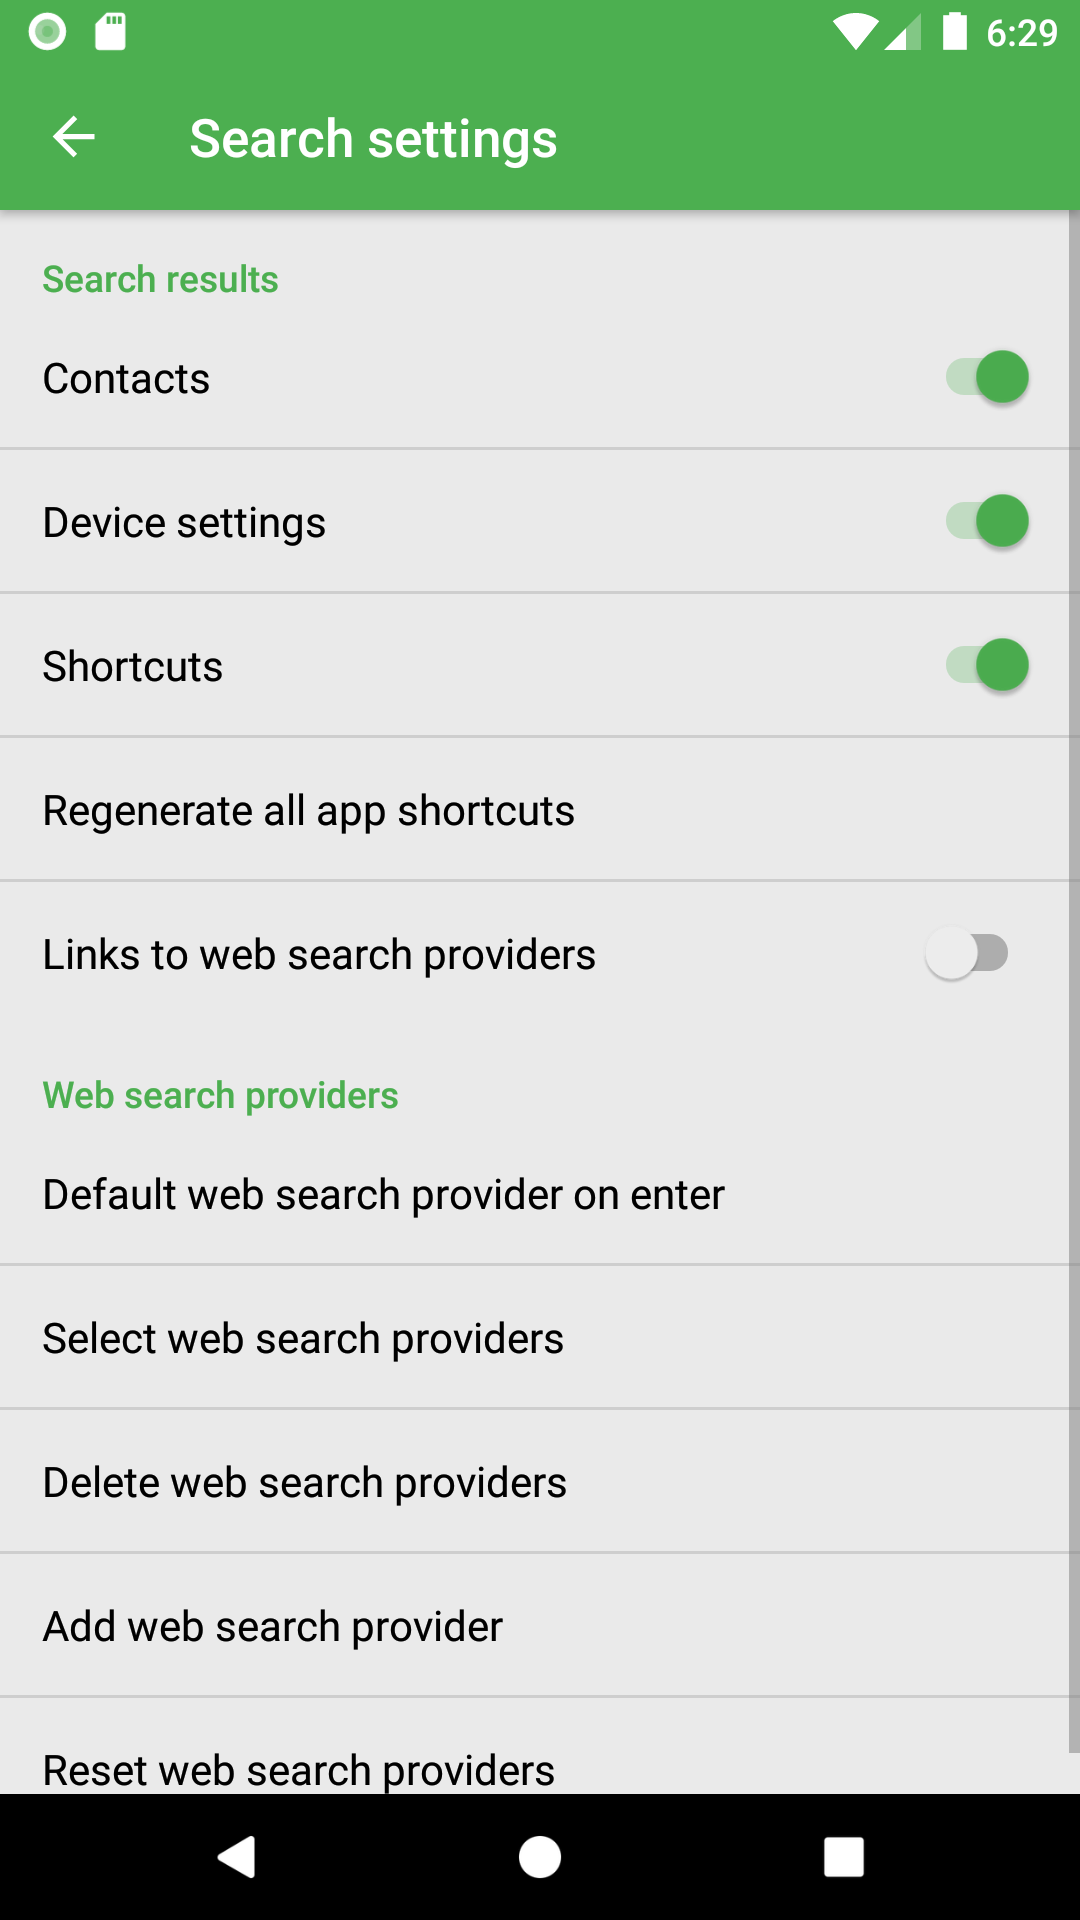 6:29
Search settings
Search results
Contacts
Device settings
Shortcuts
Regenerate all app shortcuts
Links to web search providers
Web search providers
Default web search provider on enter
Select web search providers
Delete web search providers
Add web search provider
Reset web search providers